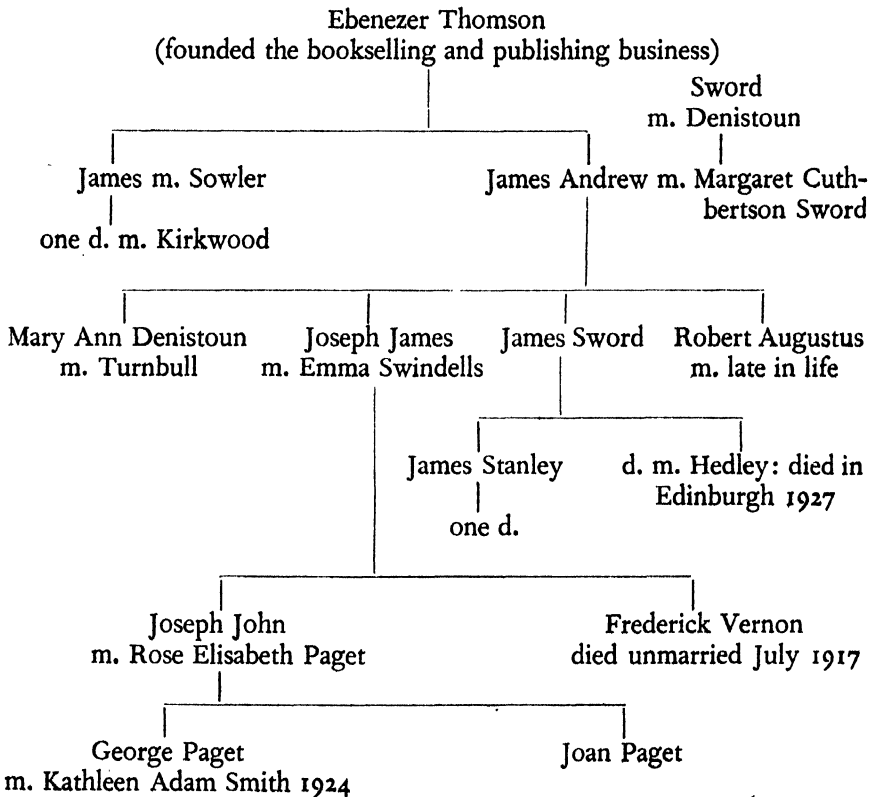 Ebenezer Thomson
(founded the bookselling and publishing business)
Sword
m. Denistoun
James m. Sowler
James Andrew m. Margaret Cuth-
bertson Sword
one d. m. Kirkwood
Mary Ann Denistoun
m. Turnbull
Joseph James
m. Emma Swindells
James Sword
Robert Augustus
m. late in life
James Stanley
one d.
d. m. Hedley: died in
Edinburgh 1927
Joseph John
m. Rose Elisabeth Paget
Frederick Vernon
died unmarried July 1917
George Paget
m. Kathleen Adam Smith 1924
Joan Paget